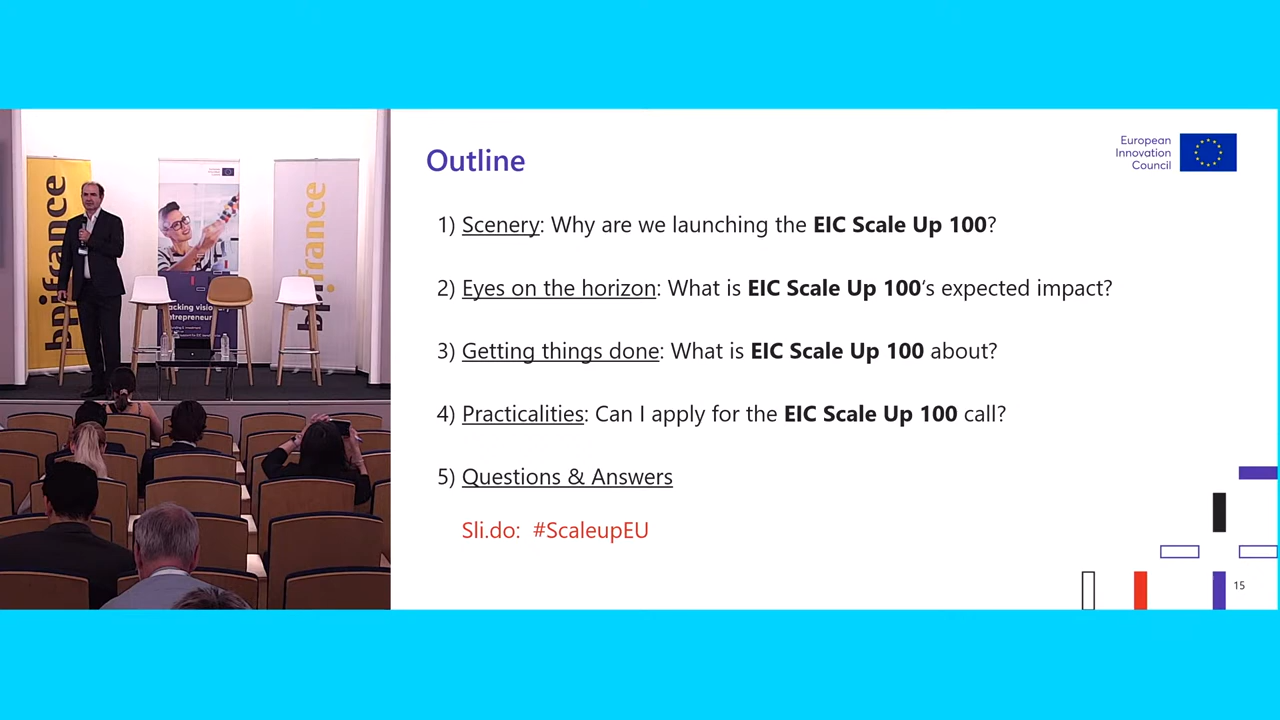 Outline
European
Innovation
Council
1) Scenery: Why are we launching the EIC Scale Up 100?
2) Eyes on the horizon: What is EIC Scale Up 100's expected impact?
3) Getting things done: What is EIC Scale Up 100 about?
4) Practicalities: Can I apply for the EIC Scale Up 100 call?
5) Questions & Answers
Sli.do: #ScaleupEU
15
bpifrance
bpifrance